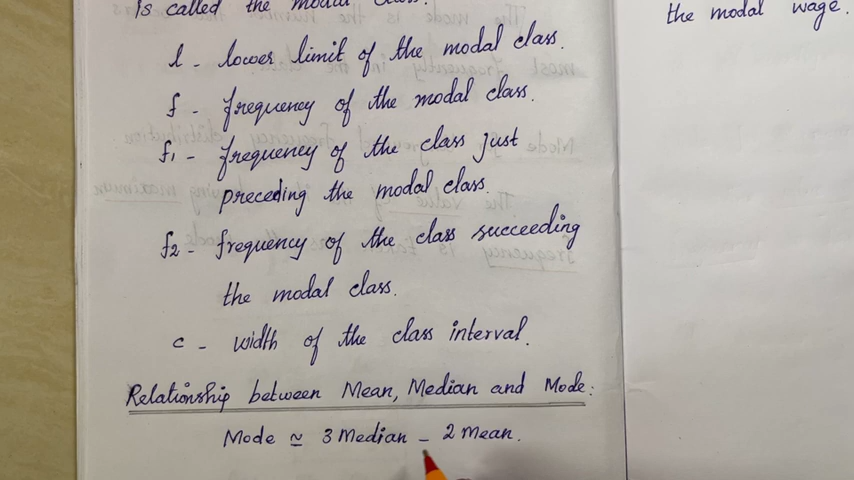 is called the modal class.
l - lower limit of the modal class.
f - frequency of the modal class.
f1 - frequency of the class just
preceding the modal class.
f2 - frequency of the class succeeding
the modal class.
c - width of the class interval.
Relationship between Mean, Median and Mode:
Mode ≃ 3 Median - 2 Mean.
the modal wage.